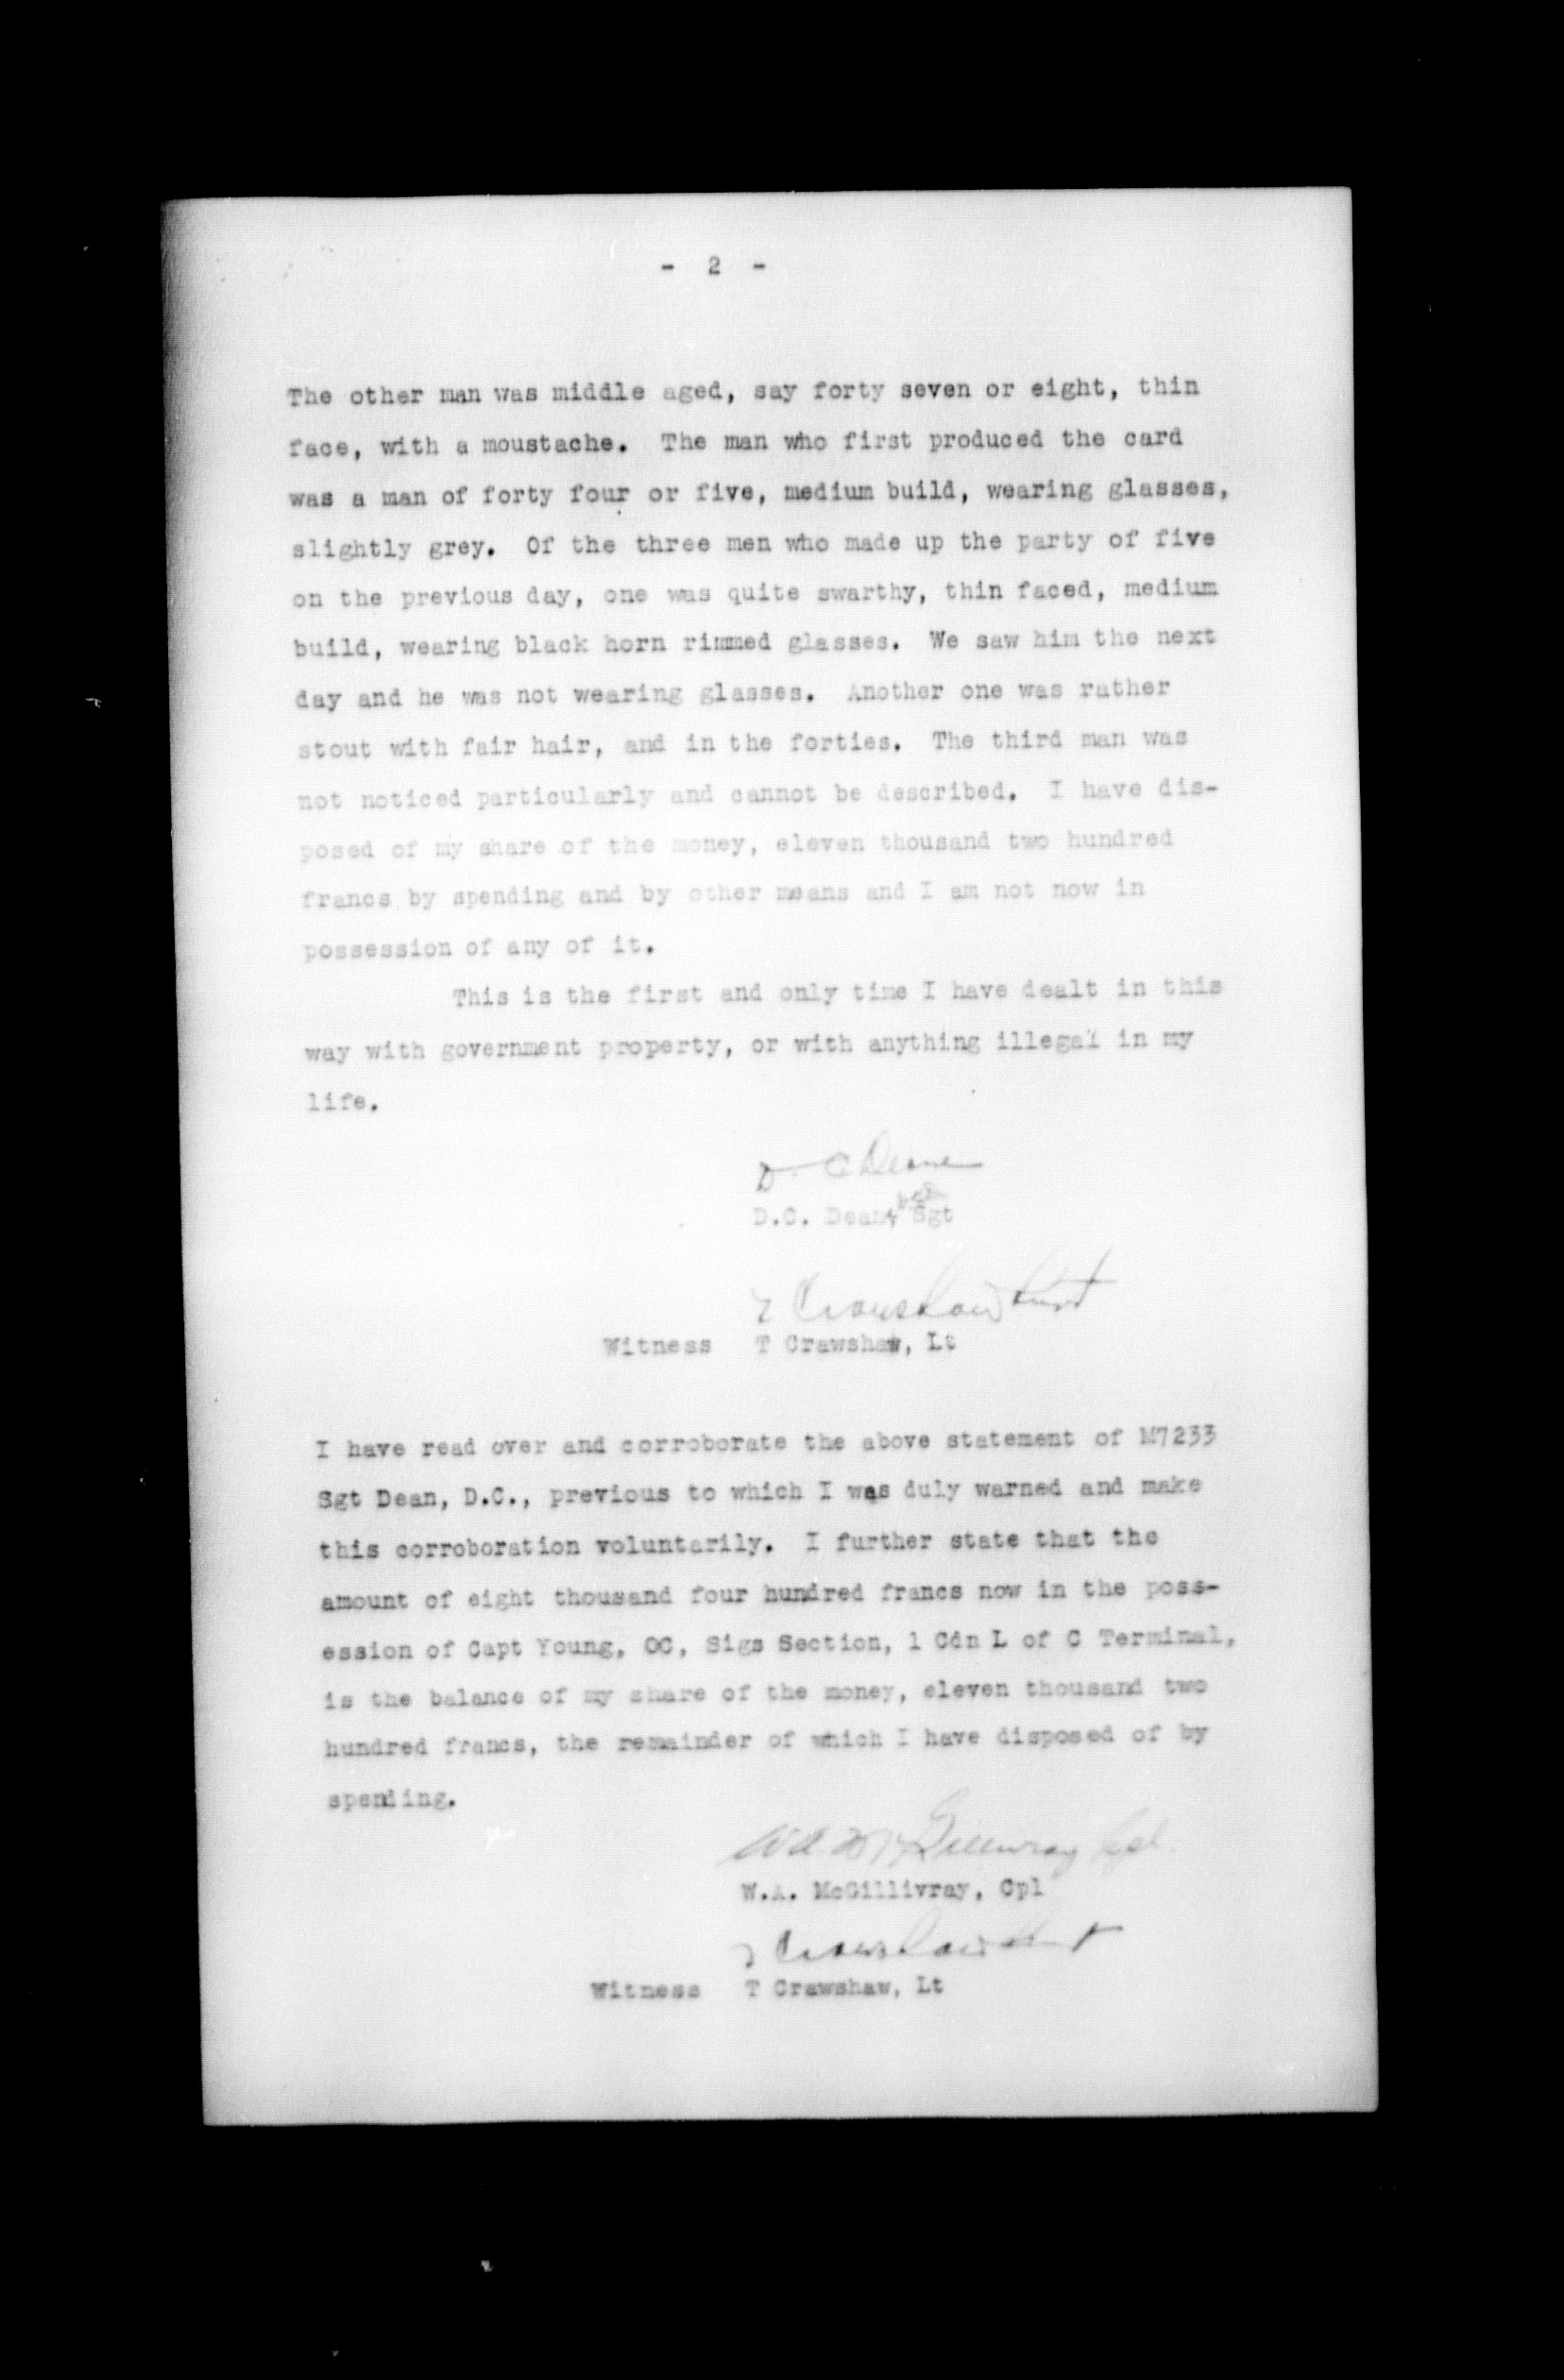 - 2 -
The other man was middle aged, say forty seven or eight, thin
face, with a moustache. The man who first produced the card
was a man of forty four or five, medium build, wearing glasses,
slightly grey. Of the three men who made up the party of five
on the previous day, one was quite swarthy, thin faced, medium
build, wearing black horn rimmed glasses. We saw him the next
day and he was not wearing glasses. Another one was rather
stout with fair hair, and in the forties. The third man was
not noticed particularly and cannot be described. I have dis-
posed of my share of the money, eleven thousand two hundred
francs by spending and by other means and I am not now in
possession of any of it.
This is the first and only time I have dealt in this
way with government property, or with anything illegal in my
life.
D. C Deane
D.C. Dean, Sgt
T Crawshaw Lieut
Witness T Crawshaw, Lt
I have read over and corroborate the above statement of M7233
Sgt Dean, D.C., previous to which I was duly warned and make
this corroboration voluntarily. I further state that the
amount of eight thousand four hundred francs now in the poss-
ession of Capt Young, OC, Sigs Section, 1 Cdn L of C Terminal,
is the balance of my share of the money, eleven thousand two
hundred francs, the remainder of which I have disposed of by
spending.
W.A. McGillivray Cpl.
W.A. McGillivray, Cpl
T Crawshaw Lieut
Witness T Crawshaw, Lt